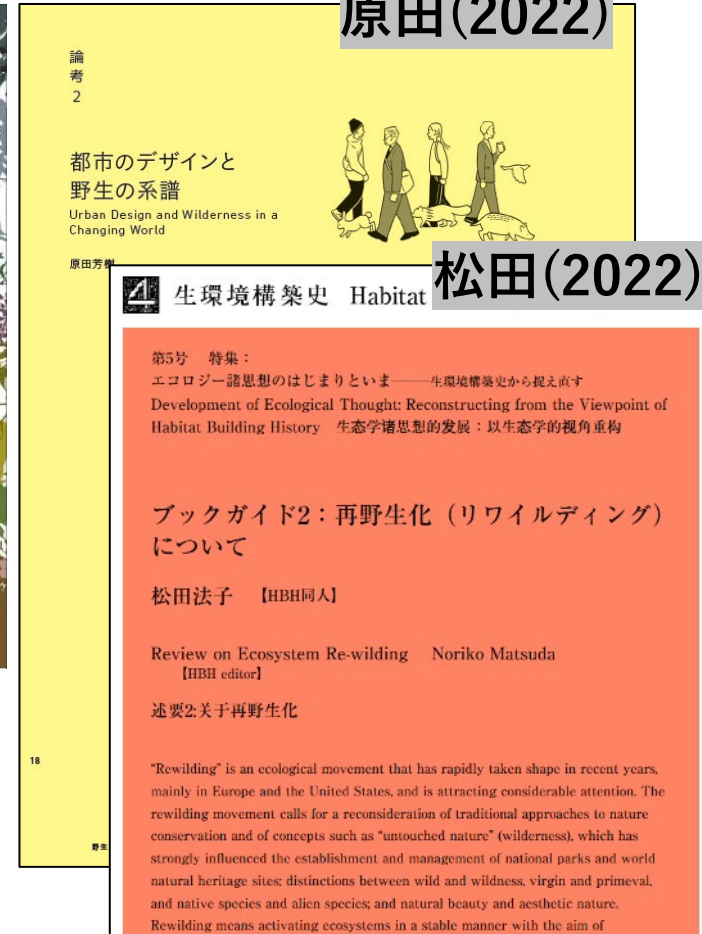 原田(2022)
論考2
都市のデザインと
野生の系譜
Urban Design and Wilderness in a
Changing World
原田芳樹
18
野生
松田(2022)
生環境構築史 Habitat
第5号 特集：
エコロジー諸思想のはじまりといま――生環境構築史から捉え直す
Development of Ecological Thought: Reconstructing from the Viewpoint of
Habitat Building History 生态学诸思想的发展：以生态学的视角重构
ブックガイド2：再野生化（リワイルディング）
について
松田法子 【HBH同人】
Review on Ecosystem Re-wilding Noriko Matsuda
【HBH editor】
述要2:关于再野生化
“Rewilding” is an ecological movement that has rapidly taken shape in recent years,
mainly in Europe and the United States, and is attracting considerable attention. The
rewilding movement calls for a reconsideration of traditional approaches to nature
conservation and of concepts such as “untouched nature” (wilderness), which has
strongly influenced the establishment and management of national parks and world
natural heritage sites; distinctions between wild and wildness, virgin and primeval,
and native species and alien species; and natural beauty and aesthetic nature.
Rewilding means activating ecosystems in a stable manner with the aim of